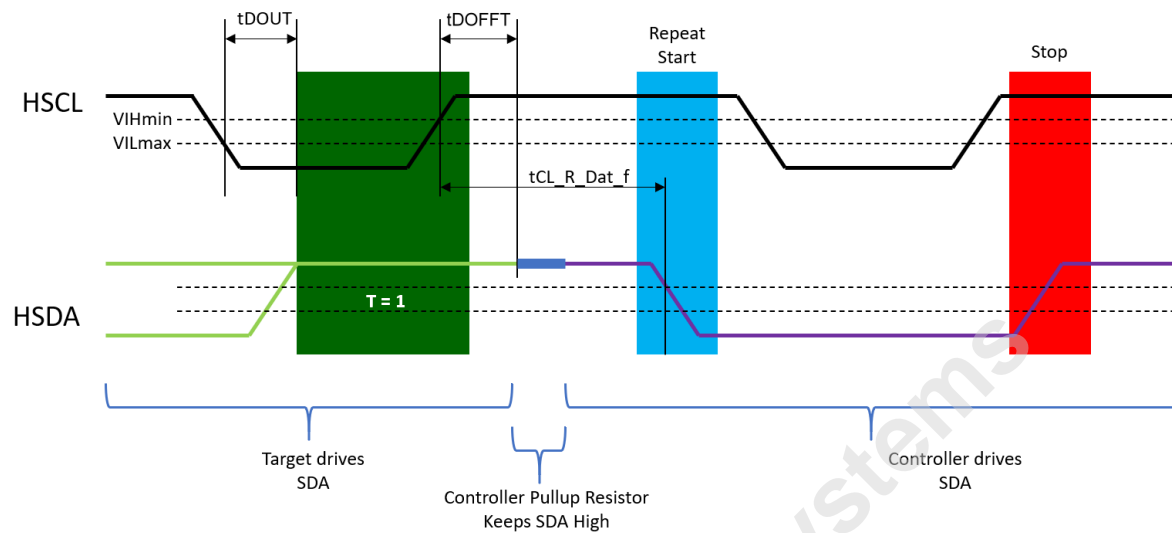 tDOUT
tDOFFT
Repeat
Start
Stop
HSCL
VIHmin
VILmax
tCL_R_Dat_f
T = 1
HSDA
Target drives
SDA
Controller Pullup Resistor
Keeps SDA High
Controller drives
SDA
ystems